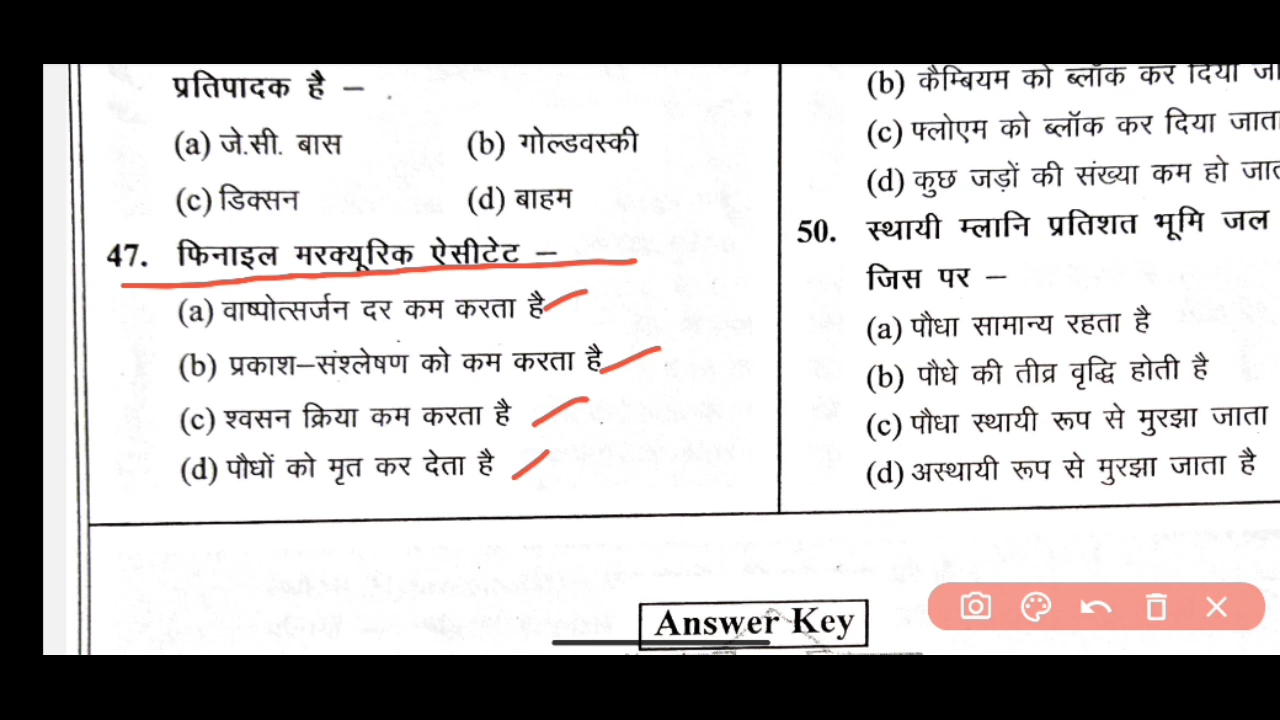 प्रतिपादक है –
(a) जे.सी. बास (b) गोल्डवस्की
(c) डिक्सन (d) बाहम
47. फिनाइल मरक्यूरिक ऐसीटेट –
(a) वाष्पोत्सर्जन दर कम करता है
(b) प्रकाश–संश्लेषण को कम करता है
(c) श्वसन क्रिया कम करता है
(d) पौधों को मृत कर देता है
(b) कैम्बियम को ब्लॉक कर दिया
(c) फ्लोएम को ब्लॉक कर दिया जाता
(d) कुछ जड़ों की संख्या कम हो
50. स्थायी म्लानि प्रतिशत भूमि जल
जिस पर –
(a) पौधा सामान्य रहता है
(b) पौधे की तीव्र वृद्धि होती है
(c) पौधा स्थायी रूप से मुरझा जाता
(d) अस्थायी रूप से मुरझा जाता है
Answer Key